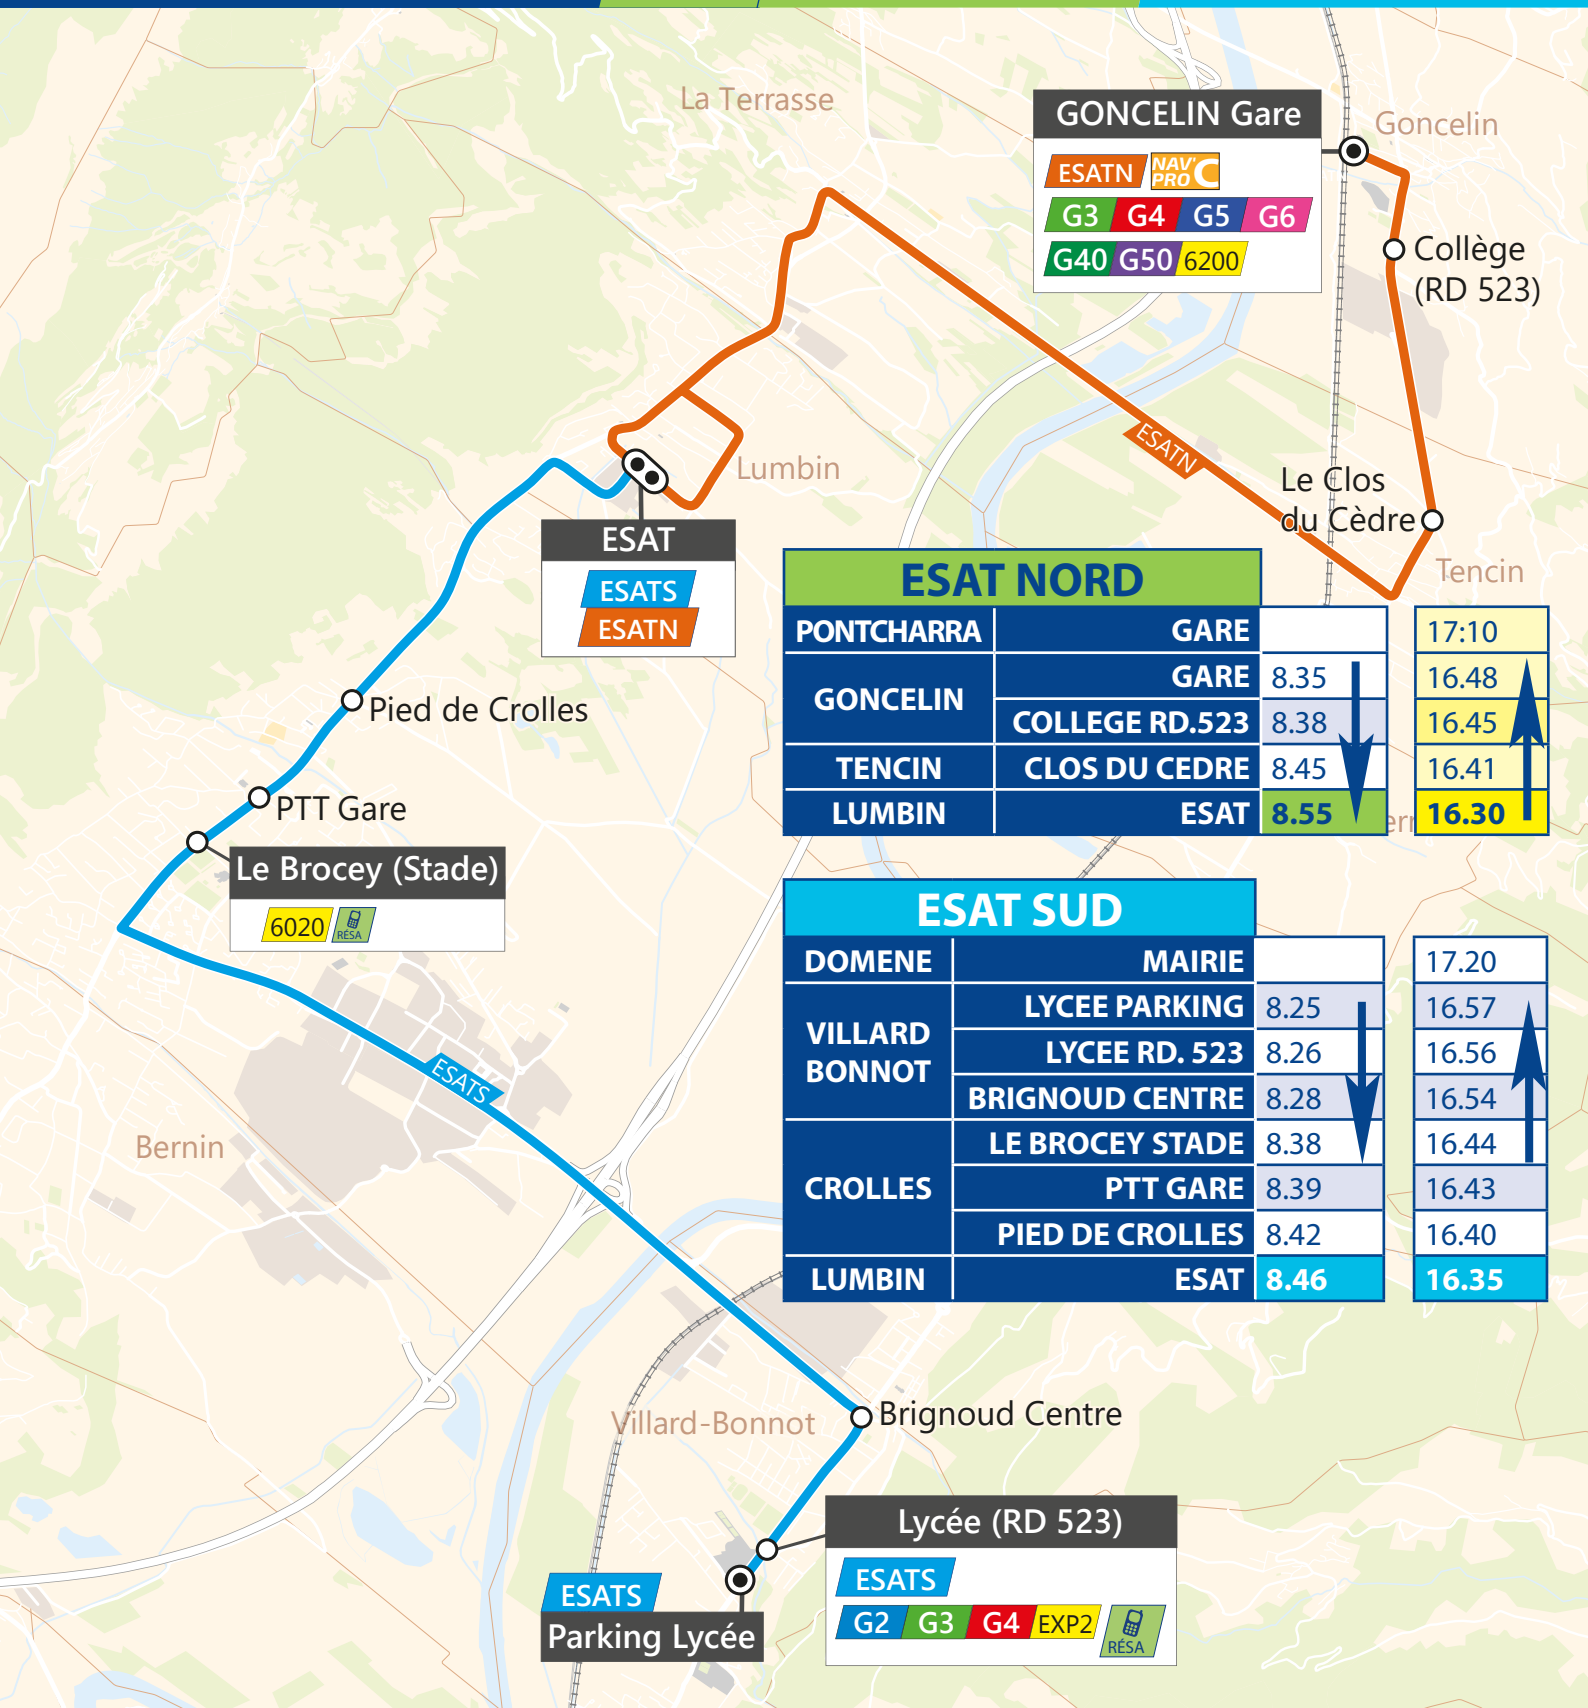 La Terrasse
GONCELIN Gare
Goncelin
ESATN NAV'C PRO
G3 G4 G5 G6
G40 G50 6200
Collège
(RD 523)
ESATN
Lumbin
Le Clos
du Cèdre
Tencin
ESAT
ESATS
ESATN
ESAT NORD
PONTCHARRA GARE 17:10
GONCELIN GARE 8.35 16.48
COLLEGE RD.523 8.38 16.45
TENCIN CLOS DU CEDRE 8.45 16.41
LUMBIN ESAT 8.55 16.30
Pied de Crolles
PTT Gare
Le Brocey (Stade)
6020 RÉSA
ESAT SUD
DOMENE MAIRIE 17.20
VILLARD BONNOT LYCEE PARKING 8.25 16.57
LYCEE RD. 523 8.26 16.56
BRIGNOUD CENTRE 8.28 16.54
CROLLES LE BROCEY STADE 8.38 16.44
PTT GARE 8.39 16.43
PIED DE CROLLES 8.42 16.40
LUMBIN ESAT 8.46 16.35
ESATS
Bernin
Villard-Bonnot
Brignoud Centre
Lycée (RD 523)
ESATS
G2 G3 G4 EXP2 RÉSA
ESATS
Parking Lycée